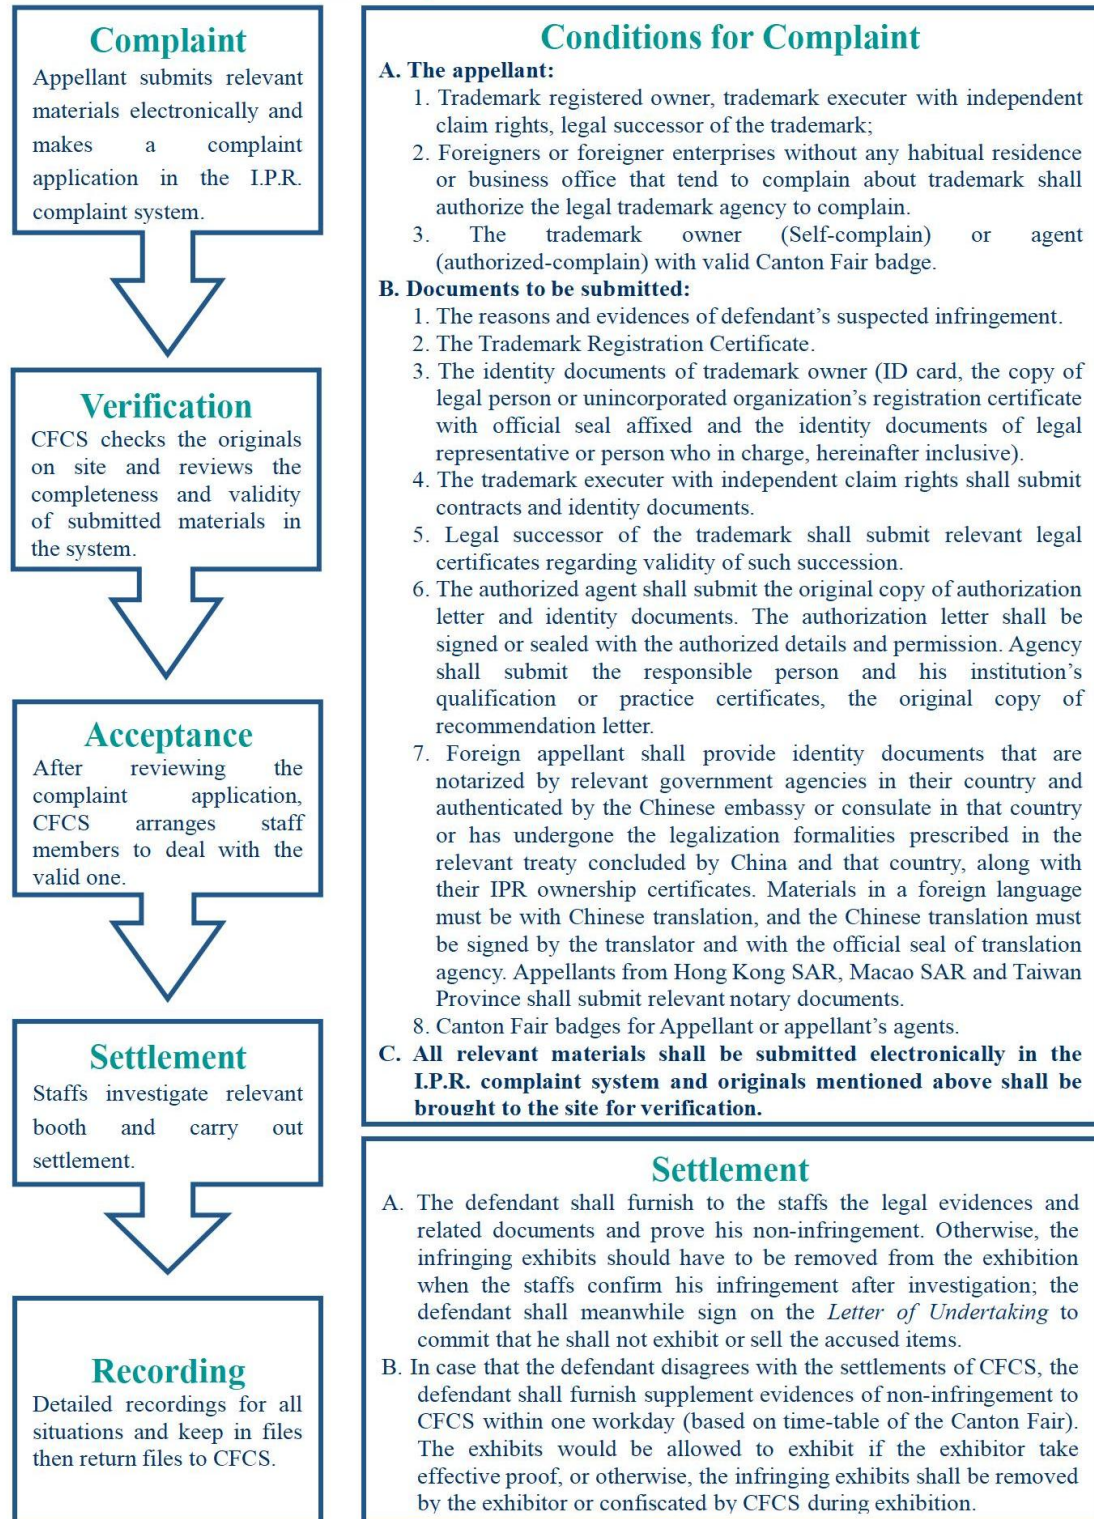 Complaint
Appellant submits relevant
materials electronically and
makes a complaint
application in the I.P.R.
complaint system.
Verification
CFCS checks the originals
on site and reviews the
completeness and validity
of submitted materials in
the system.
Acceptance
After reviewing the
complaint application,
CFCS arranges staff
members to deal with the
valid one.
Settlement
Staffs investigate relevant
booth and carry out
settlement.
Recording
Detailed recordings for all
situations and keep in files
then return files to CFCS.
Conditions for Complaint
A. The appellant:
1. Trademark registered owner, trademark executer with independent
claim rights, legal successor of the trademark;
2. Foreigners or foreigner enterprises without any habitual residence
or business office that tend to complain about trademark shall
authorize the legal trademark agency to complain.
3. The trademark owner (Self-complain) or agent
(authorized-complain) with valid Canton Fair badge.
B. Documents to be submitted:
1. The reasons and evidences of defendant's suspected infringement.
2. The Trademark Registration Certificate.
3. The identity documents of trademark owner (ID card, the copy of
legal person or unincorporated organization's registration certificate
with official seal affixed and the identity documents of legal
representative or person who in charge, hereinafter inclusive).
4. The trademark executer with independent claim rights shall submit
contracts and identity documents.
5. Legal successor of the trademark shall submit relevant legal
certificates regarding validity of such succession.
6. The authorized agent shall submit the original copy of authorization
letter and identity documents. The authorization letter shall be
signed or sealed with the authorized details and permission. Agency
shall submit the responsible person and his institution's
qualification or practice certificates, the original copy of
recommendation letter.
7. Foreign appellant shall provide identity documents that are
notarized by relevant government agencies in their country and
authenticated by the Chinese embassy or consulate in that country
or has undergone the legalization formalities prescribed in the
relevant treaty concluded by China and that country, along with
their IPR ownership certificates. Materials in a foreign language
must be with Chinese translation, and the Chinese translation must
be signed by the translator and with the official seal of translation
agency. Appellants from Hong Kong SAR, Macao SAR and Taiwan
Province shall submit relevant notary documents.
8. Canton Fair badges for Appellant or appellant's agents.
C. All relevant materials shall be submitted electronically in the
I.P.R. complaint system and originals mentioned above shall be
brought to the site for verification.
Settlement
A. The defendant shall furnish to the staffs the legal evidences and
related documents and prove his non-infringement. Otherwise, the
infringing exhibits should have to be removed from the exhibition
when the staffs confirm his infringement after investigation; the
defendant shall meanwhile sign on the Letter of Undertaking to
commit that he shall not exhibit or sell the accused items.
B. In case that the defendant disagrees with the settlements of CFCS, the
defendant shall furnish supplement evidences of non-infringement to
CFCS within one workday (based on time-table of the Canton Fair).
The exhibits would be allowed to exhibit if the exhibitor take
effective proof, or otherwise, the infringing exhibits shall be removed
by the exhibitor or confiscated by CFCS during exhibition.